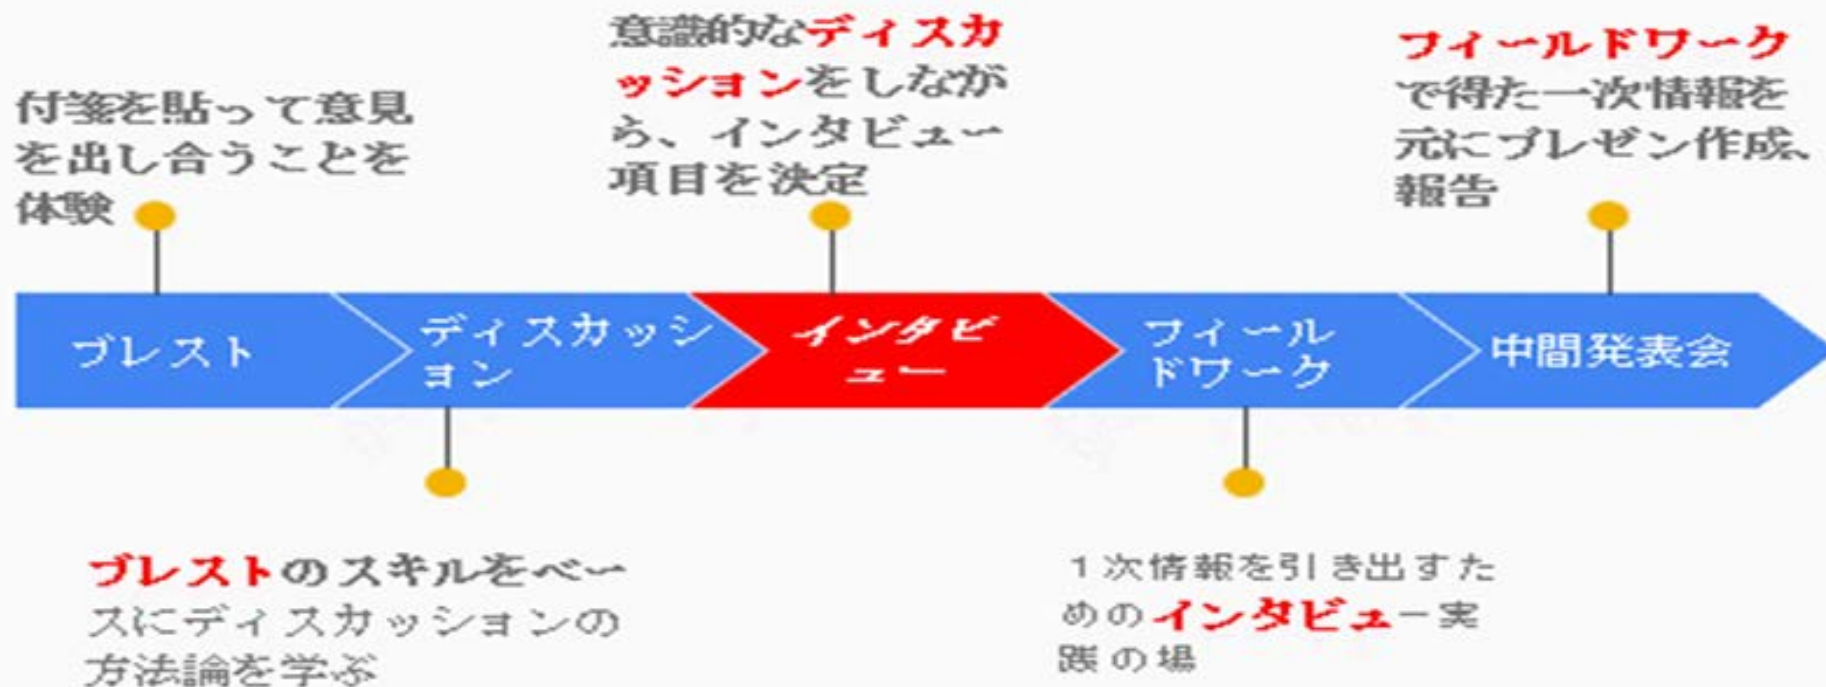 付箋を貼って意見
を出し合うことを
体験
意識的なディスカ
ッションをしなが
ら、インタビュー
項目を決定
フィールドワーク
で得た一次情報を
元にプレゼン作成、
報告
ブレスト
ディスカッシ
ョン
インタビ
ュー
フィール
ドワーク
中間発表会
ブレストのスキルをベー
スにディスカッションの
方法論を学ぶ
１次情報を引き出すた
めのインタビュー実
践の場